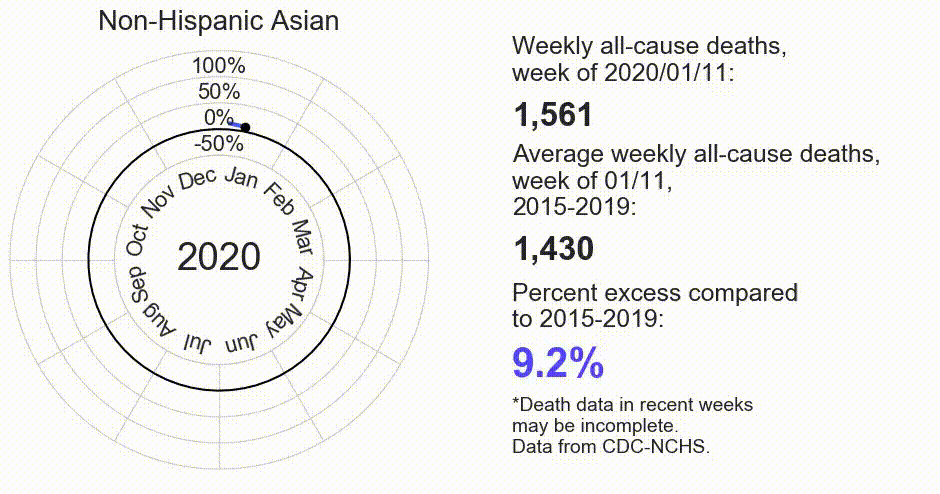 Non-Hispanic Asian
100%
50%
0%
-50%
Jan
Feb
Mar
Apr
May
Jun
Jul
Aug
Sep
Oct
Nov
Dec
2020
Weekly all-cause deaths,
week of 2020/01/11:
1,561
Average weekly all-cause deaths,
week of 01/11,
2015-2019:
1,430
Percent excess compared
to 2015-2019:
9.2%
*Death data in recent weeks
may be incomplete.
Data from CDC-NCHS.